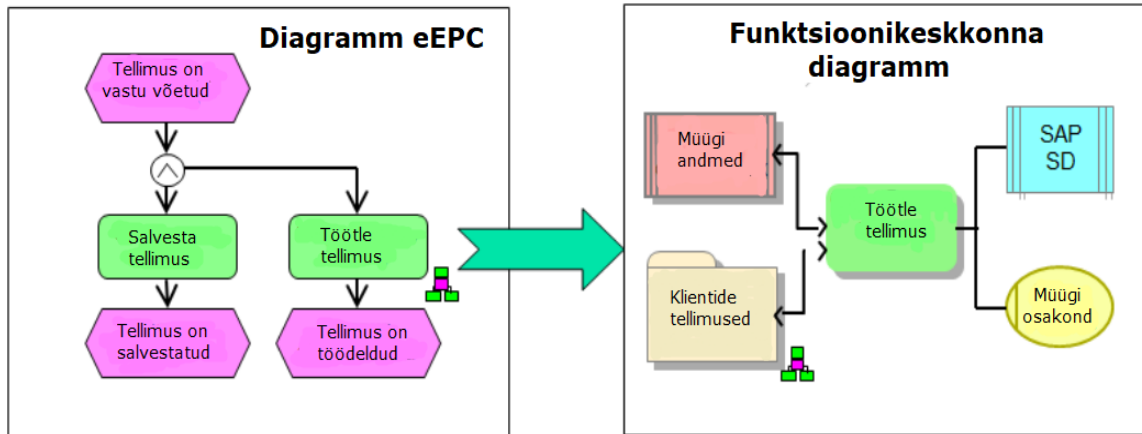 Diagramm eEPC
Tellimus on
vastu võetud
Salvesta
tellimus
Töötle
tellimus
Tellimus on
salvestatud
Tellimus on
töödeldud
Funktsioonikeskkonna
diagramm
Müügi
andmed
Klientide
tellimused
Töötle
tellimus
SAP
SD
Müügi
osakond